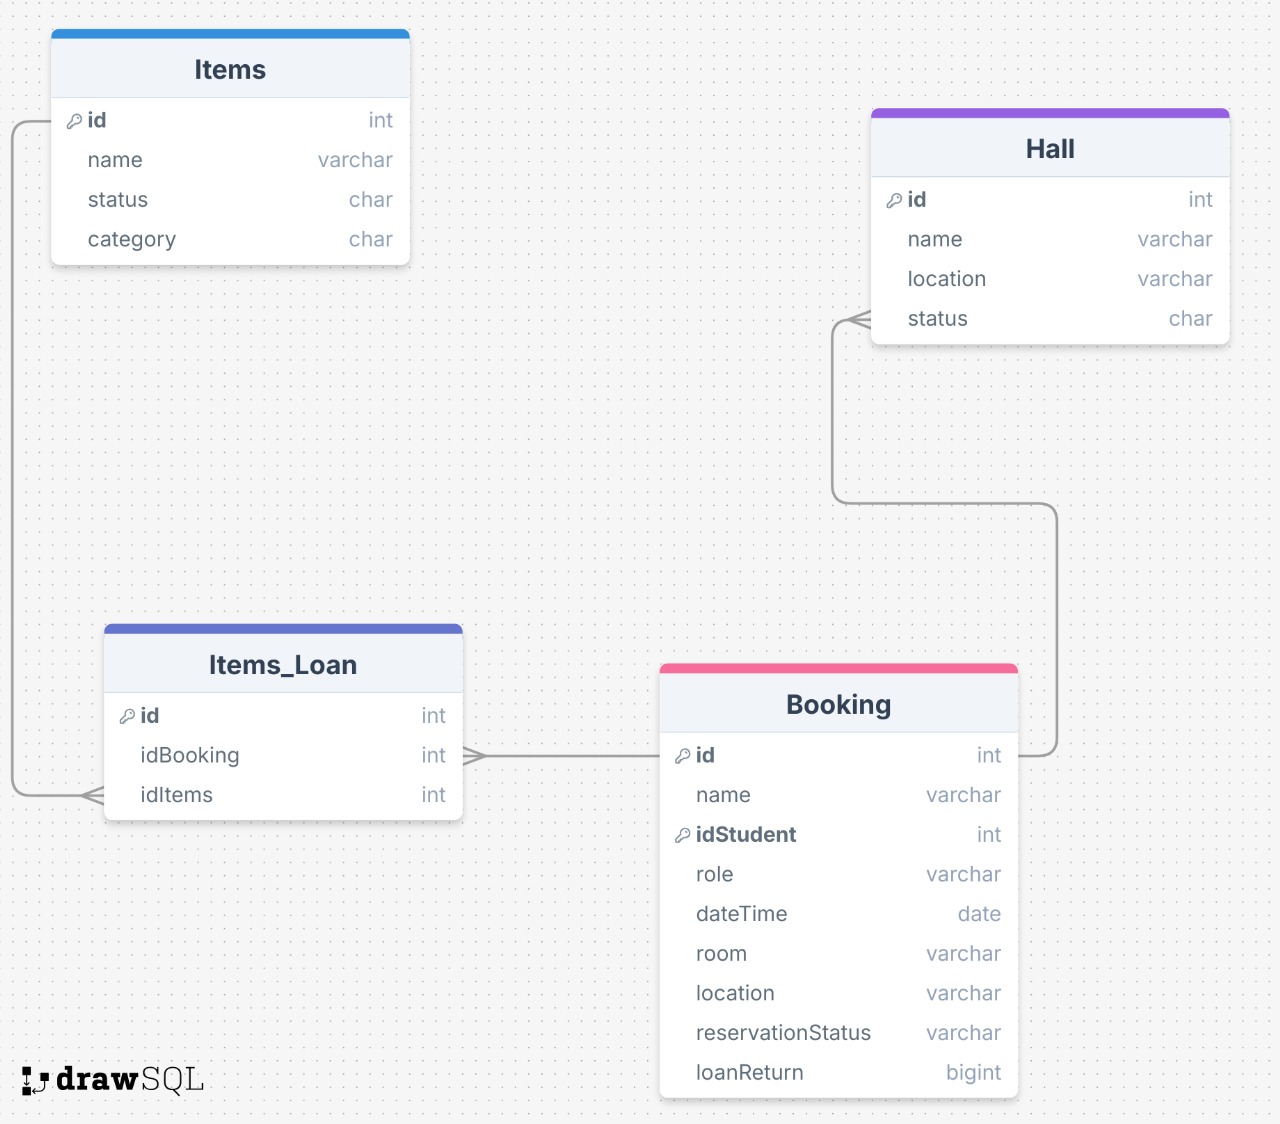 Items
id int
name varchar
status char
category char
Hall
id int
name varchar
location varchar
status char
Items_Loan
id int
idBooking int
idItems int
Booking
id int
name varchar
idStudent int
role varchar
dateTime date
room varchar
location varchar
reservationStatus varchar
loanReturn bigint
drawSQL